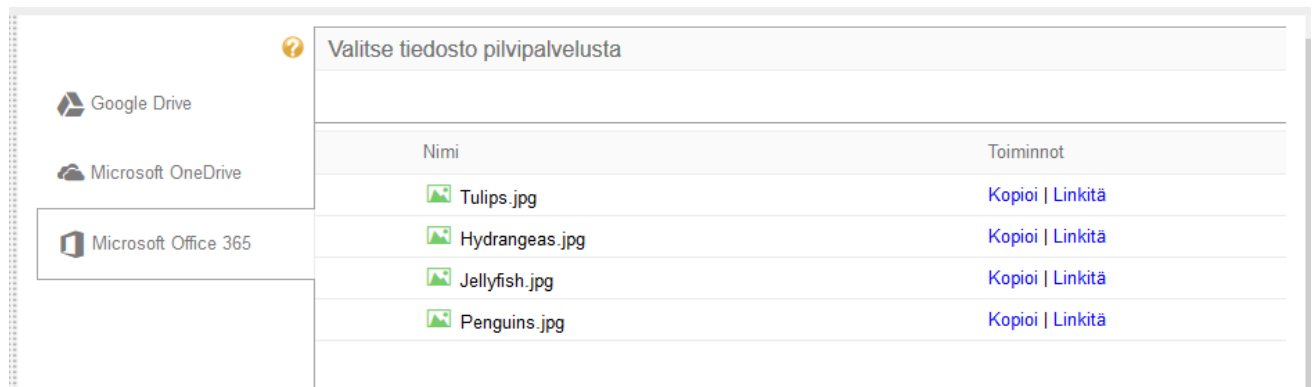 Valitse tiedosto pilvipalvelusta
Google Drive
Microsoft OneDrive
Microsoft Office 365
Nimi Toiminnot
Tulips.jpg Kopioi | Linkitä
Hydrangeas.jpg Kopioi | Linkitä
Jellyfish.jpg Kopioi | Linkitä
Penguins.jpg Kopioi | Linkitä